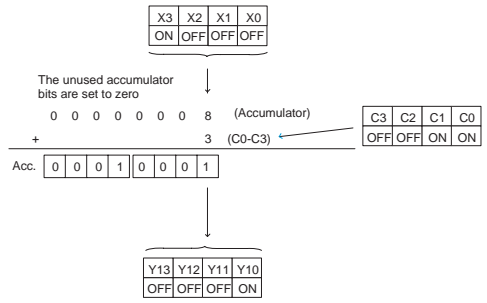 X3 X2 X1 X0
ON OFF OFF OFF
The unused accumulator
bits are set to zero
0 0 0 0 0 0 0 8 (Accumulator)
+ 3 (C0-C3)
C3 C2 C1 C0
OFF OFF ON ON
Acc. 0 0 0 1 0 0 0 1
Y13 Y12 Y11 Y10
OFF OFF OFF ON